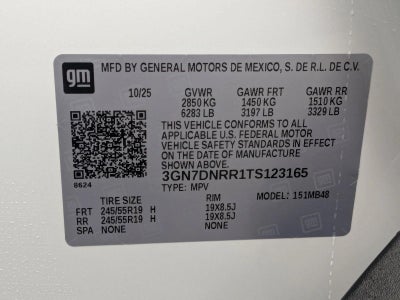 gm MFD BY GENERAL MOTORS DE MEXICO, S. DE R.L. DE C.V.
10/25 GVWR GAWR FRT GAWR RR
2850 KG 1450 KG 1510 KG
6283 LB 3197 LB 3329 LB
THIS VEHICLE CONFORMS TO ALL
APPLICABLE U.S. FEDERAL MOTOR
VEHICLE SAFETY STANDARDS IN EFFECT
ON THE DATE OF MANUFACTURE
SHOWN ABOVE.
3GN7DNRR1TS123165
8624 TYPE: MPV MODEL: 151MB48
TIRE SIZE RIM
FRT 245/55R19 H 19X8.5J
RR 245/55R19 H 19X8.5J
SPA NONE NONE